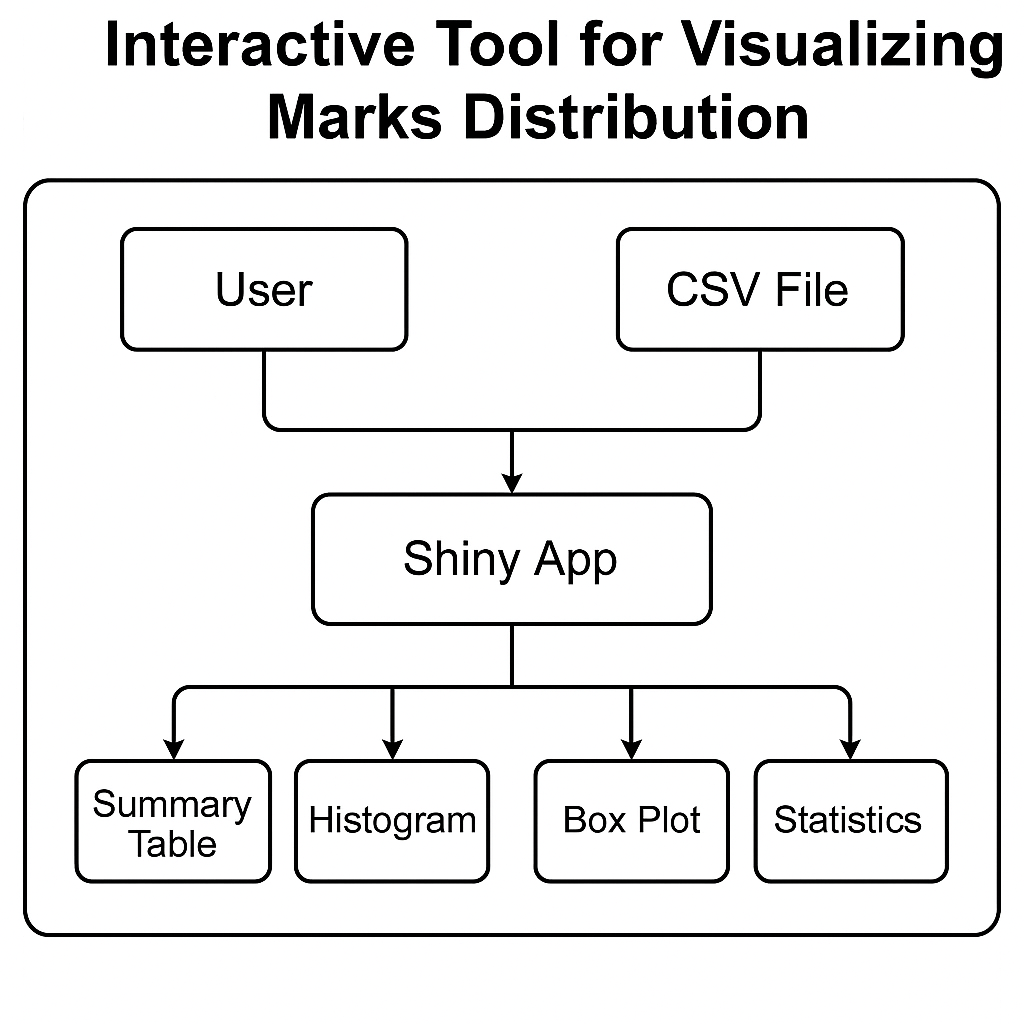 Interactive Tool for Visualizing
Marks Distribution
User
CSV File
Shiny App
Summary
Table
Histogram
Box Plot
Statistics